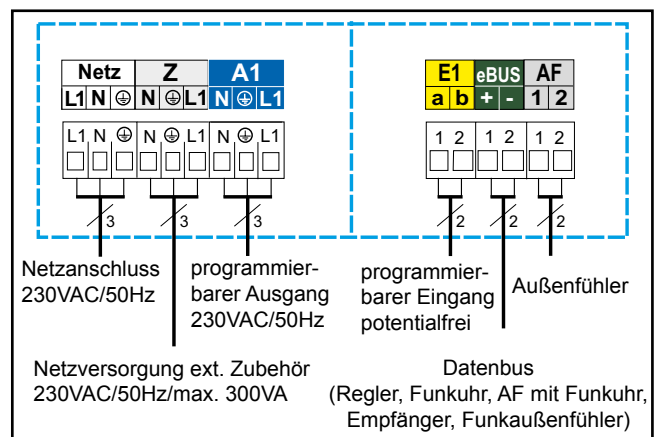 Netz Z A1
L1 N ⏚ N ⏚ L1 N ⏚ L1
L1 N ⏚ N ⏚ L1 N ⏚ L1
3 3 3
E1 eBUS AF
a b + - 1 2
1 2 1 2 1 2
2 2 2
Netzanschluss
230VAC/50Hz
programmier-
barer Ausgang
230VAC/50Hz
programmier-
barer Eingang
potentialfrei
Außenfühler
Netzversorgung ext. Zubehör
230VAC/50Hz/max. 300VA
Datenbus
(Regler, Funkuhr, AF mit Funkuhr,
Empfänger, Funkaußenfühler)